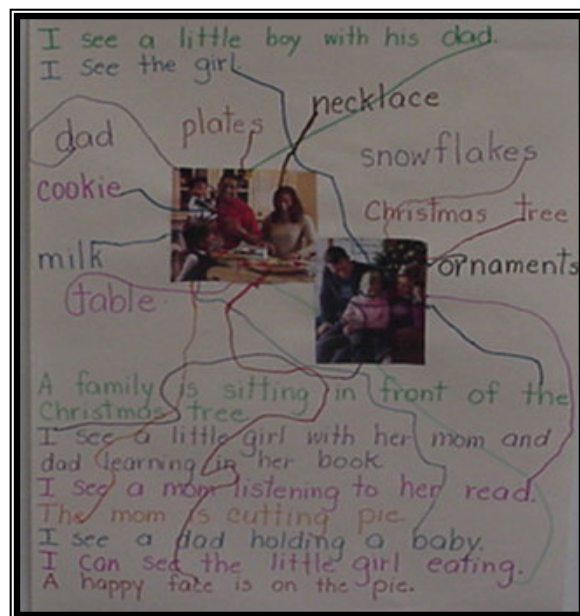 I see a little boy with his dad.
I see the girl.
necklace
plates
dad
snowflakes
cookie
Christmas tree
milk
ornaments
table
A family is sitting in front of the
Christmas tree
I see a little girl with her mom and
dad learning in her book
I see a mom listening to her read.
The mom is cutting pie.
I see a dad holding a baby.
I can see the little girl eating.
A happy face is on the pie.